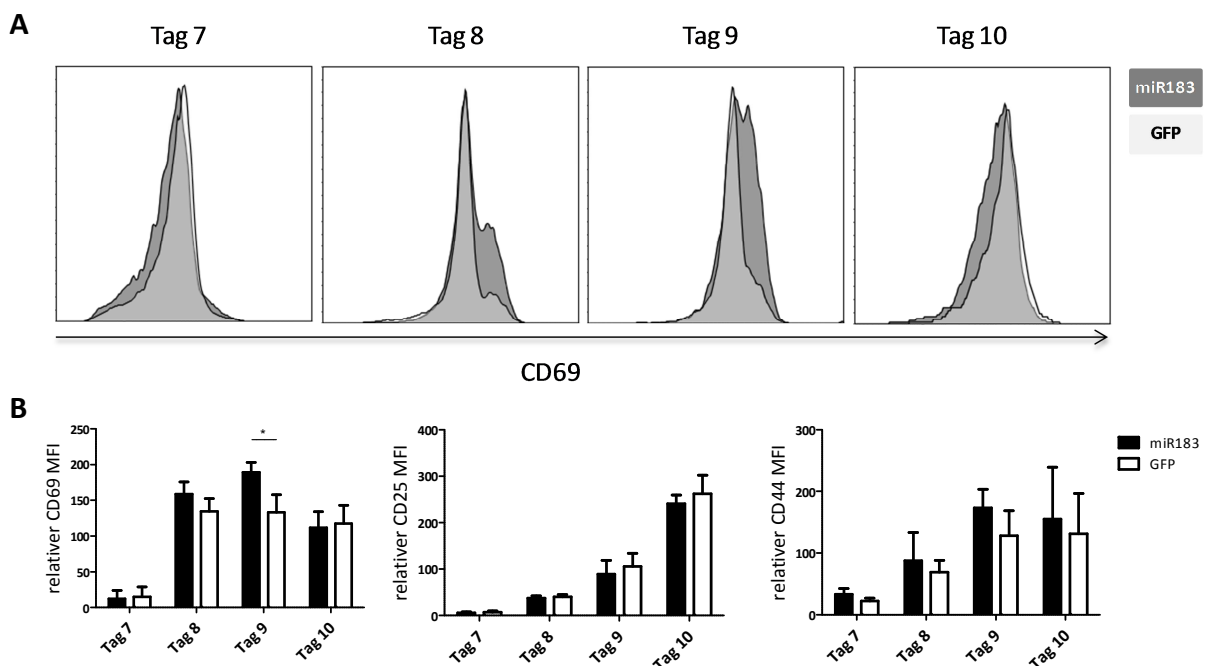 A
Tag 7
Tag 8
Tag 9
Tag 10
miR183
GFP
CD69
B
relativer CD69 MFI
250
200
150
100
50
0
*
Tag 7
Tag 8
Tag 9
Tag 10
relativer CD25 MFI
400
300
200
100
0
Tag 7
Tag 8
Tag 9
Tag 10
relativer CD44 MFI
300
200
100
0
Tag 7
Tag 8
Tag 9
Tag 10
miR183
GFP